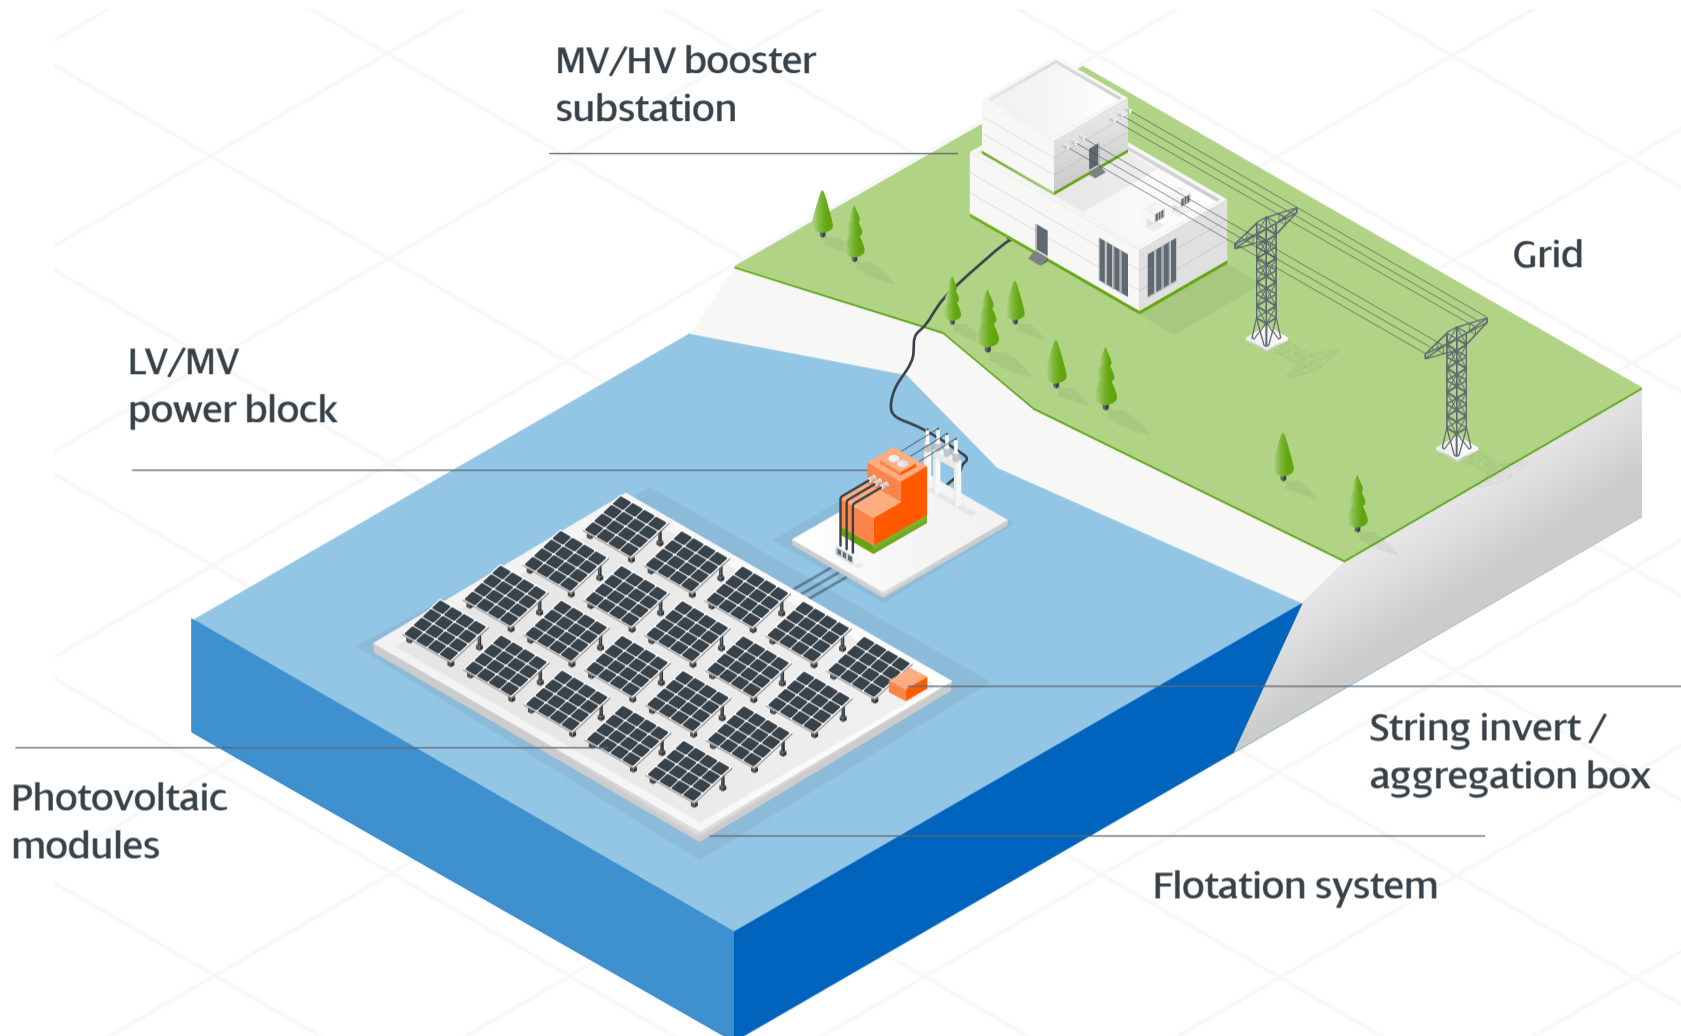 MV/HV booster
substation
Grid
LV/MV
power block
String invert /
aggregation box
Photovoltaic
modules
Flotation system